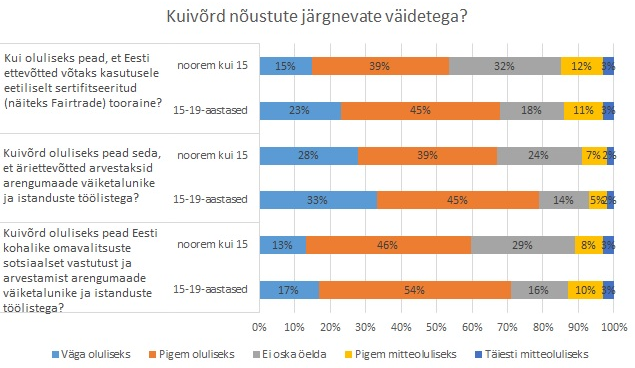 Kuivõrd nõustute järgnevate väidetega?
Kui oluliseks pead, et Eesti
ettevõtted võtaks kasutusele
eetiliselt sertifitseeritud
(näiteks Fairtrade) tooraine?
noorem kui 15
15% 39% 32% 12% 3%
15-19-aastased
23% 45% 18% 11% 3%
Kuivõrd oluliseks pead seda,
et äriettevõtted arvestaksid
arengumaade väiketalunike
ja istanduste töölistega?
noorem kui 15
28% 39% 24% 7% 2%
15-19-aastased
33% 45% 14% 5% 2%
Kuivõrd oluliseks pead Eesti
kohalike omavalitsuste
sotsiaalset vastutust ja
arvestamist arengumaade
väiketalunike ja istanduste
töölistega?
noorem kui 15
13% 46% 29% 8% 3%
15-19-aastased
17% 54% 16% 10% 3%
0% 10% 20% 30% 40% 50% 60% 70% 80% 90% 100%
Väga oluliseks Pigem oluliseks Ei oska öelda Pigem mitteoluliseks Täiesti mitteoluliseks